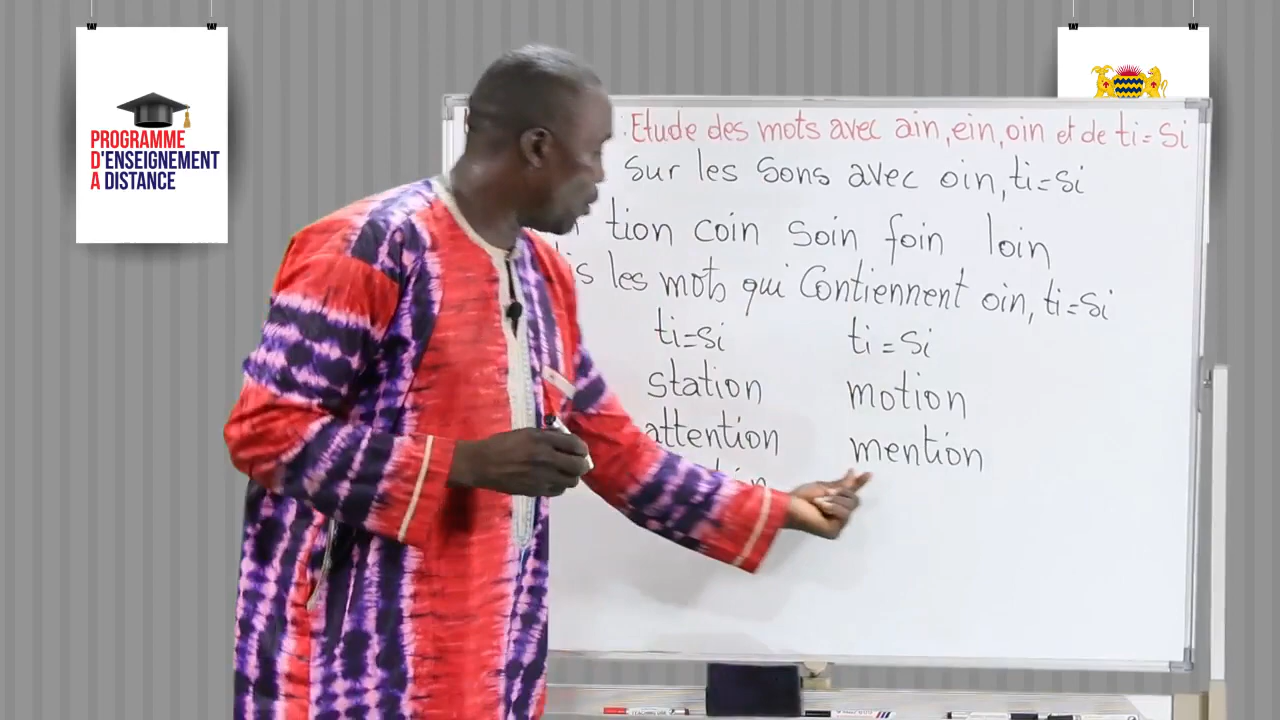 PROGRAMME
D'ENSEIGNEMENT
A DISTANCE
: Etude des mots avec ain, ein, oin et de ti = si
sur les sons avec oin, ti = si
tion coin soin foin loin
les mots qui Contiennent oin, ti = si
ti = si ti = si
station motion
attention mention